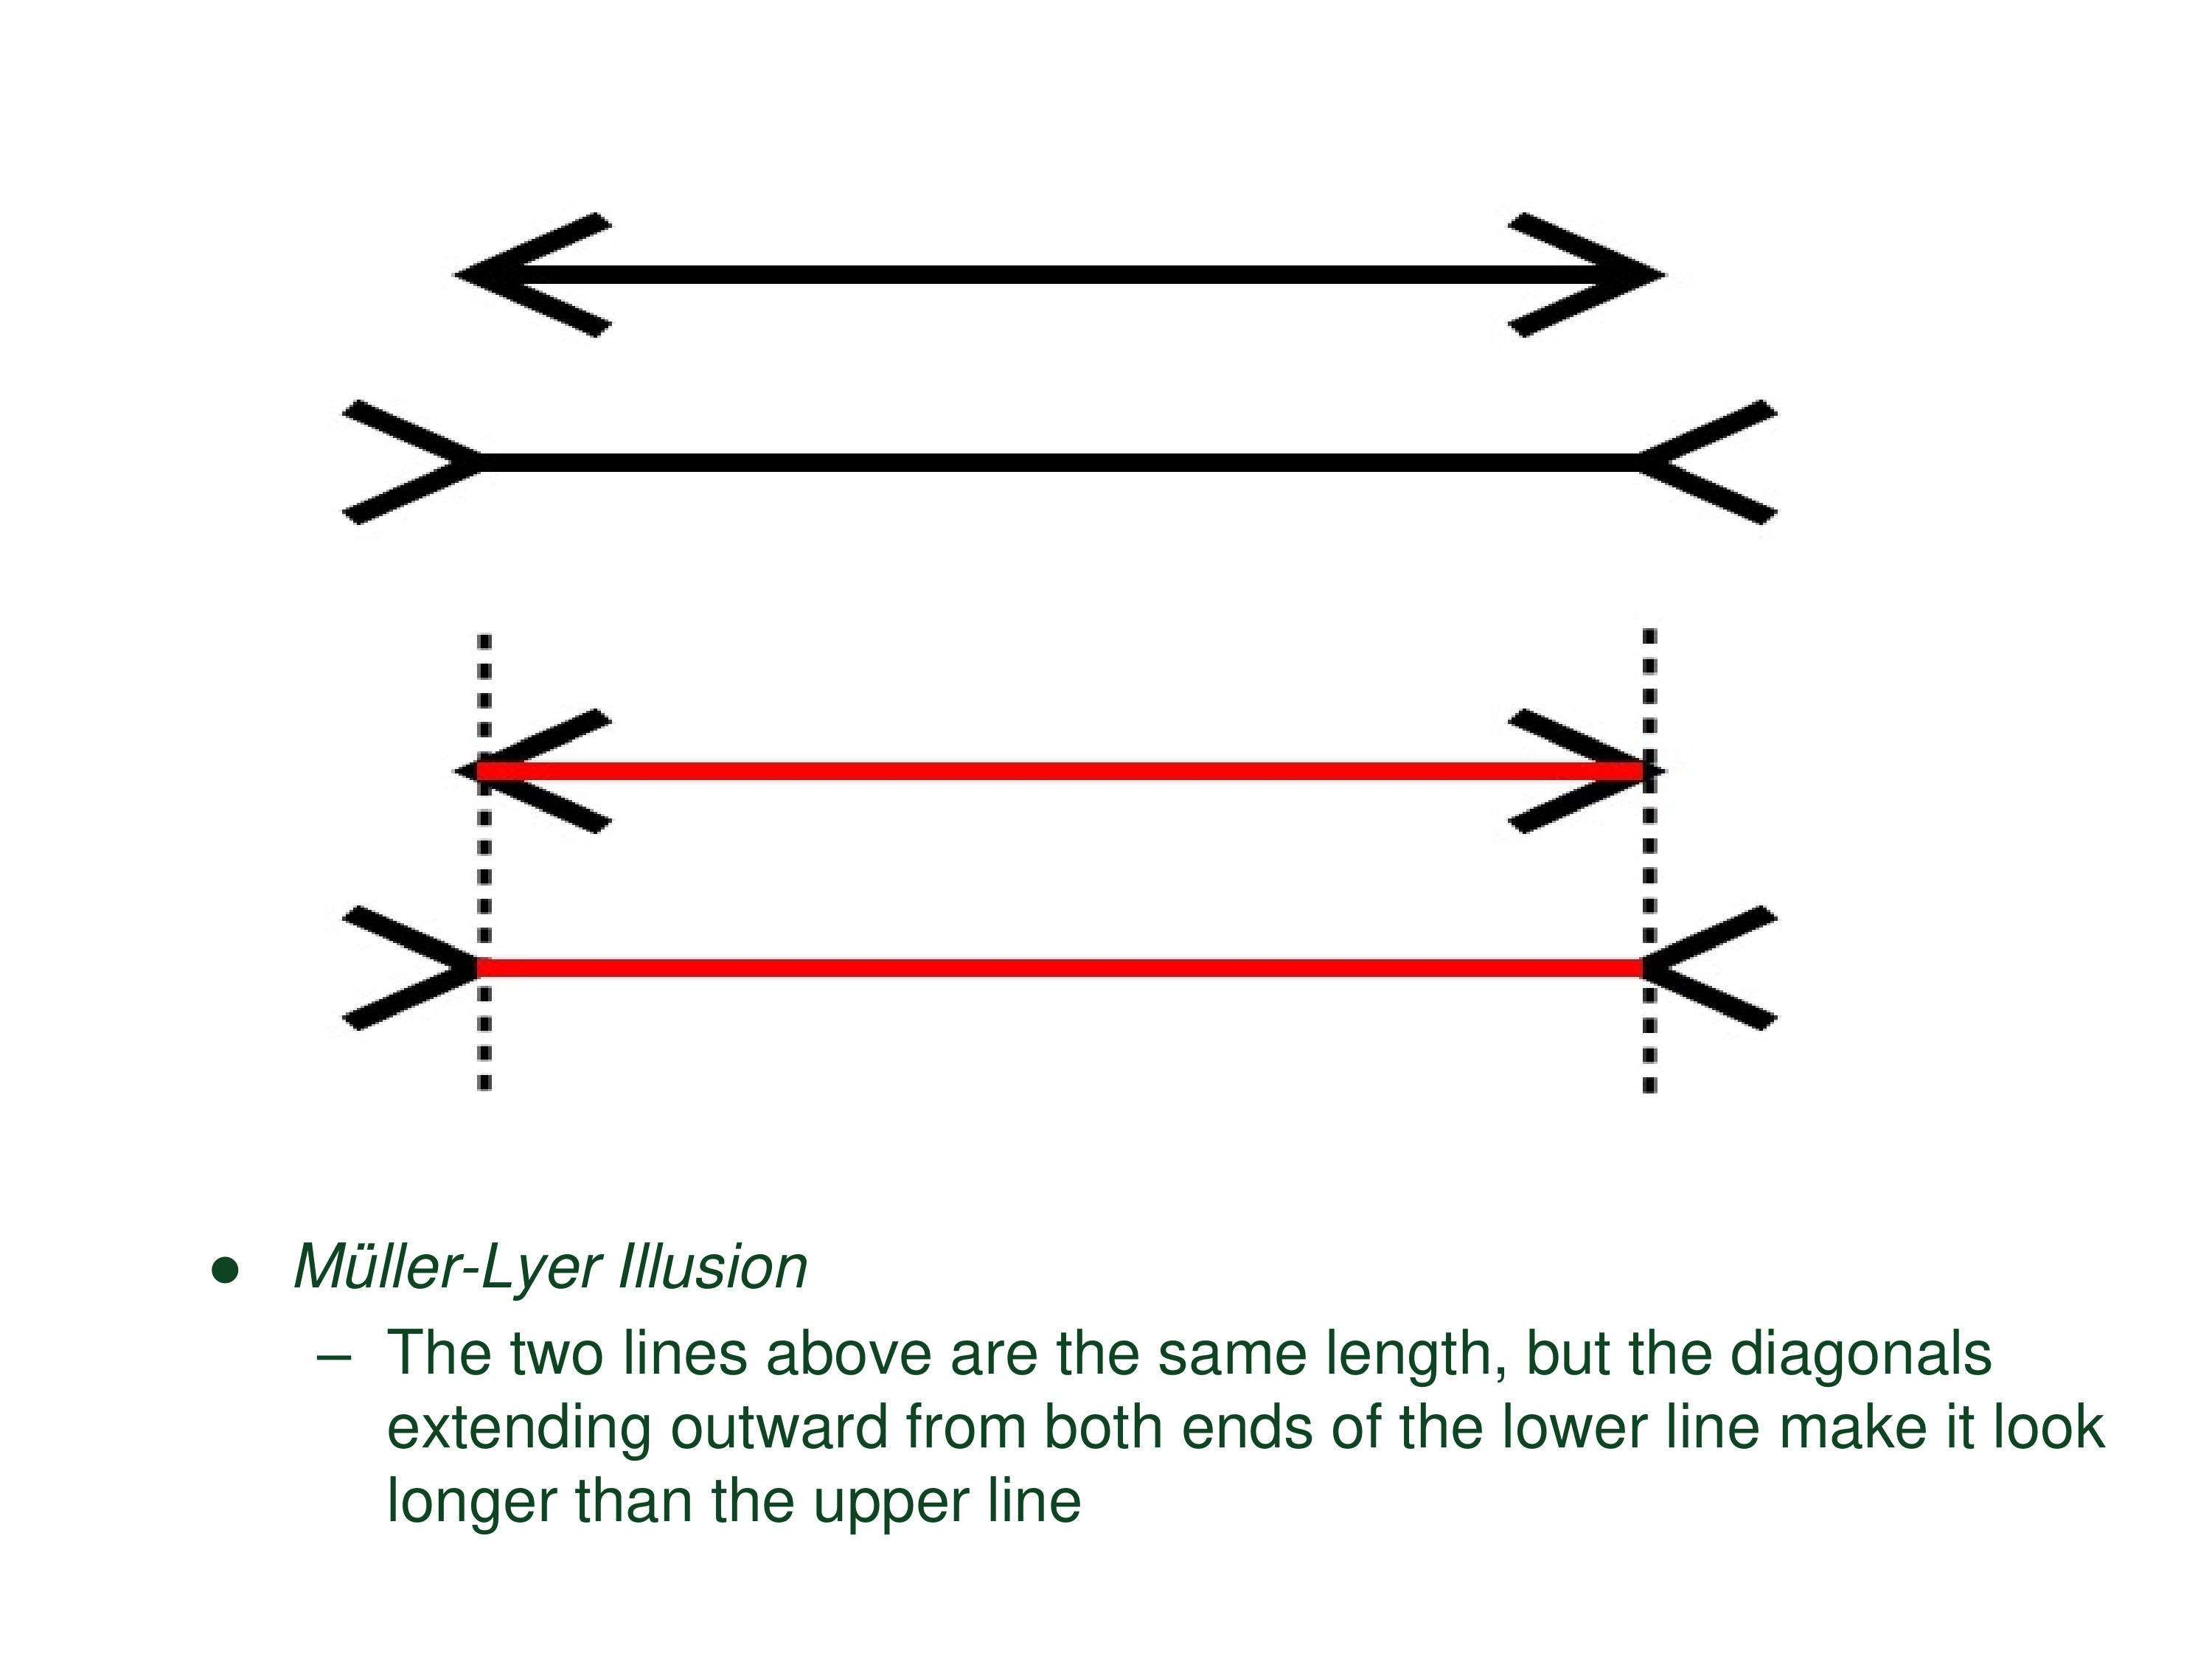 ● Müller-Lyer Illusion
– The two lines above are the same length, but the diagonals
extending outward from both ends of the lower line make it look
longer than the upper line